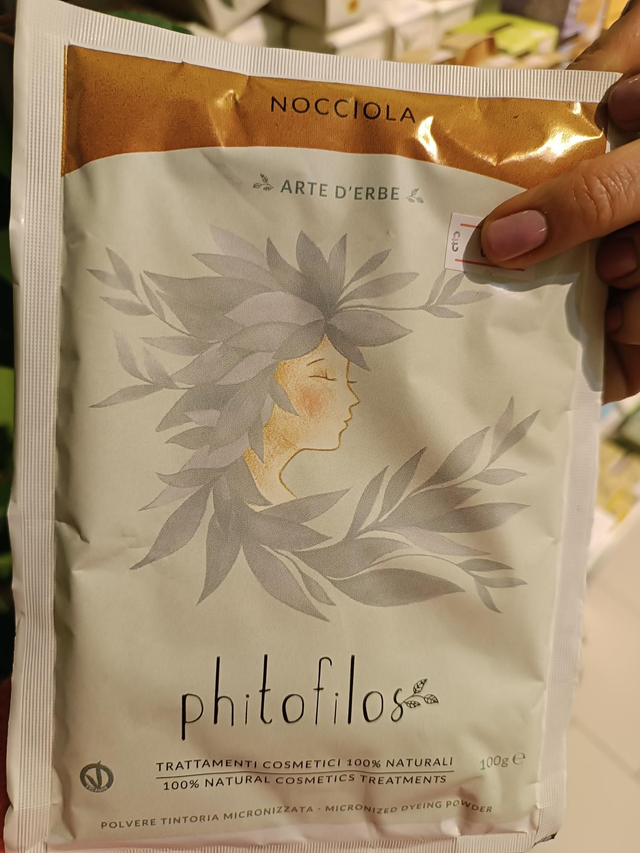 NOCCIOLA
ARTE D'ERBE
phitofilos
TRATTAMENTI COSMETICI 100% NATURALI
100% NATURAL COSMETICS TREATMENTS
100g ℮
POLVERE TINTORIA MICRONIZZATA · MICRONIZED DYEING POWDER